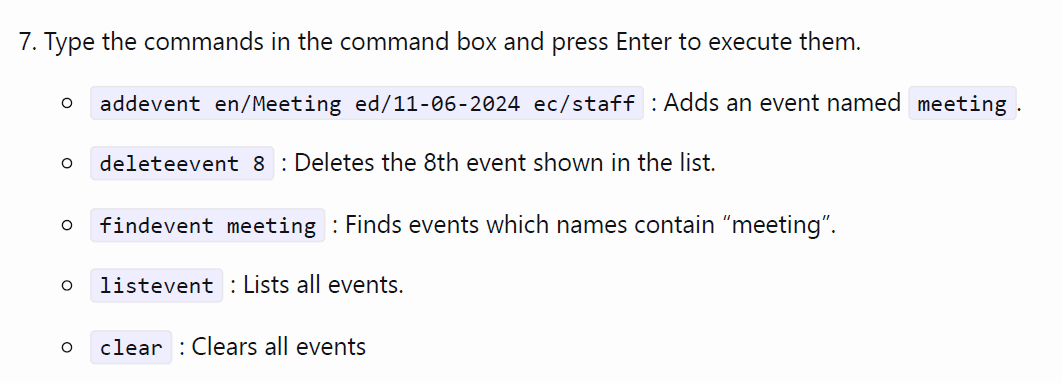 7. Type the commands in the command box and press Enter to execute them.
addevent en/Meeting ed/11-06-2024 ec/staff : Adds an event named meeting .
deleteevent 8 : Deletes the 8th event shown in the list.
findevent meeting : Finds events which names contain “meeting”.
listevent : Lists all events.
clear : Clears all events